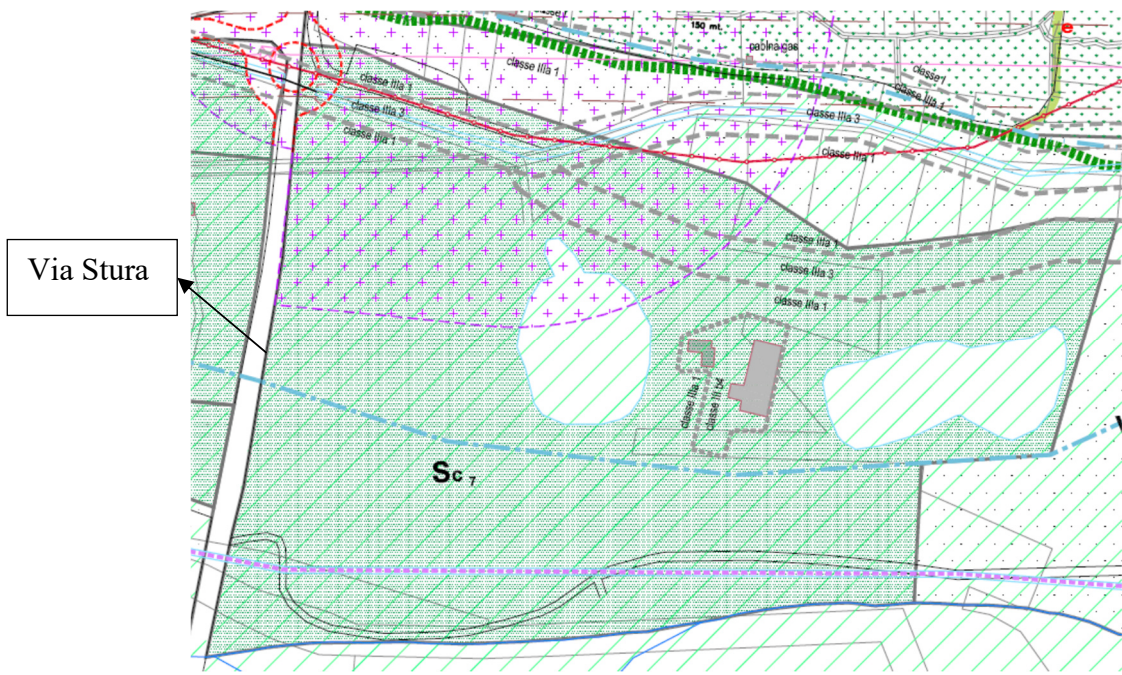 150 mt.
e
cabina gas
classe IIIa 1
classe I
classe IIIa 1
classe IIIa 1
classe IIIa 3
classe IIIa 3
classe IIIa 1
classe IIIa 1
classe IIIa 1
classe IIIa 3
classe IIIa 1
Via Stura
classe IIIa 1
classe III b4
Sc 7